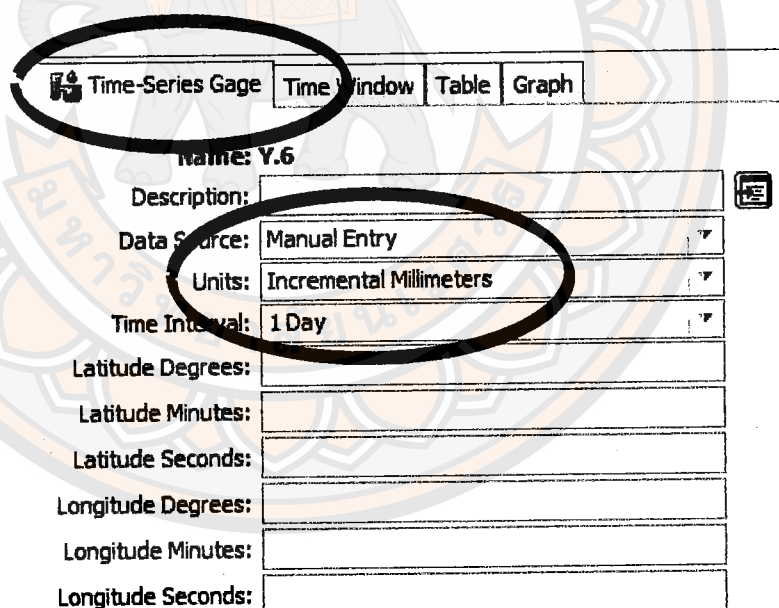 Time-Series Gage Time Window Table Graph
Name: Y.6
Description:
Data Source: Manual Entry
Units: Incremental Millimeters
Time Interval: 1 Day
Latitude Degrees:
Latitude Minutes:
Latitude Seconds:
Longitude Degrees:
Longitude Minutes:
Longitude Seconds: